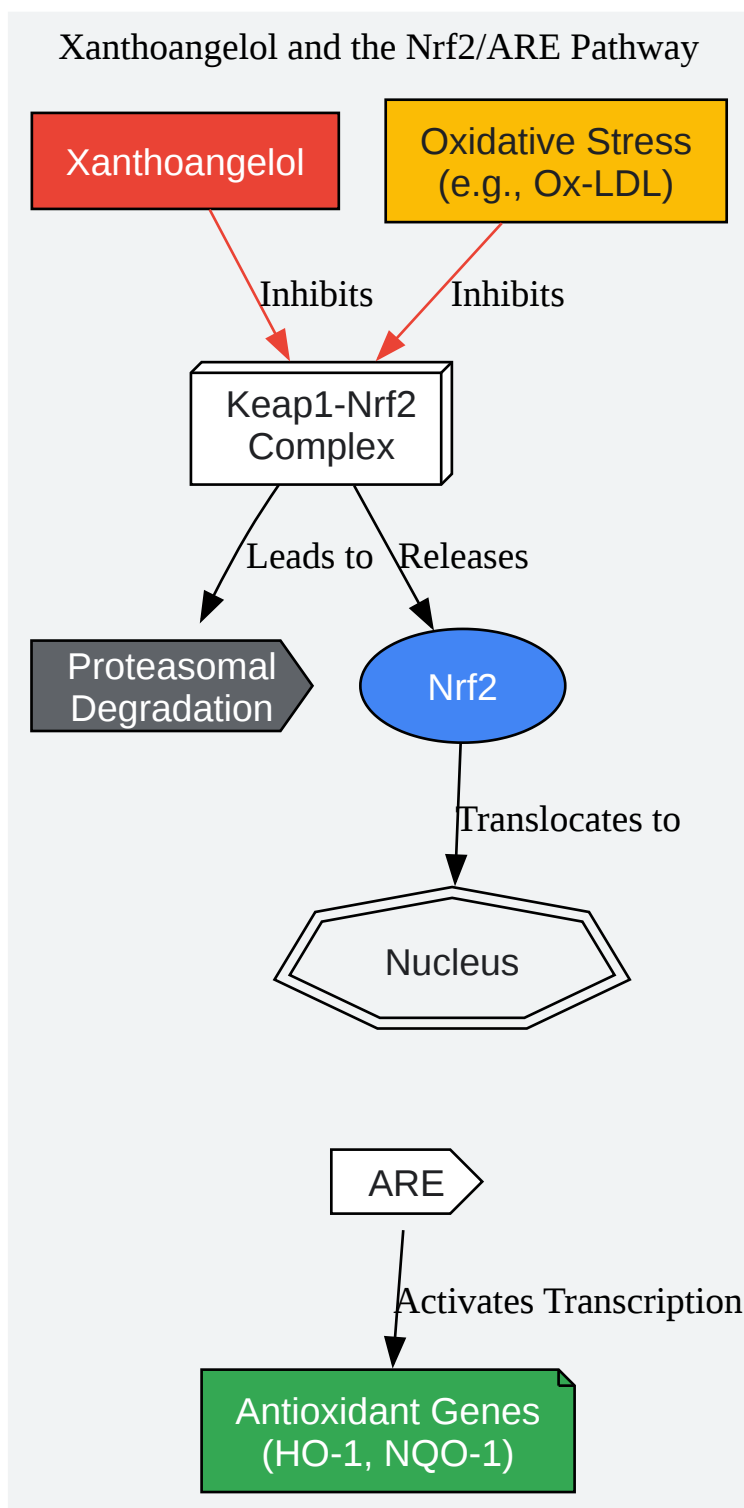 Xanthoangelol and the Nrf2/ARE Pathway
Xanthoangelol
Oxidative Stress
(e.g., Ox-LDL)
Inhibits
Inhibits
Keap1-Nrf2
Complex
Leads to
Releases
Proteasomal
Degradation
Nrf2
Translocates to
Nucleus
ARE
Activates Transcription
Antioxidant Genes
(HO-1, NQO-1)